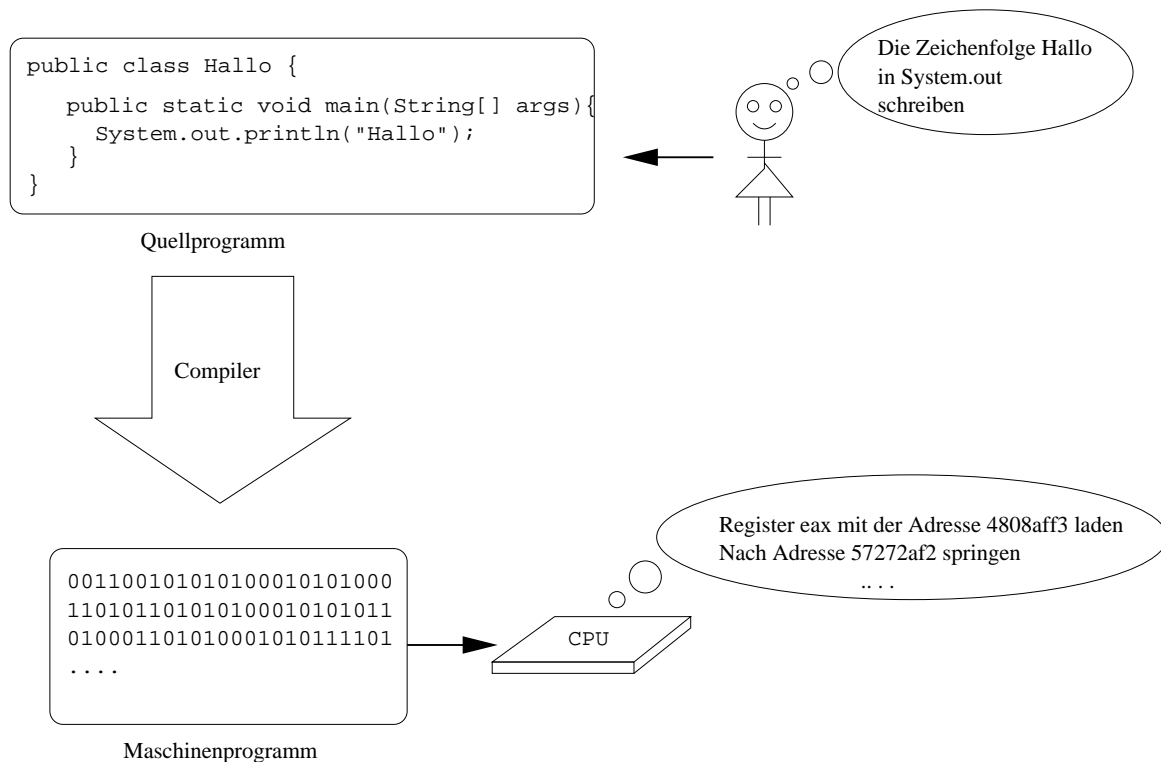 public class Hallo {
public static void main(String[] args){
System.out.println("Hallo");
}
}
Die Zeichenfolge Hallo
in System.out
schreiben
Quellprogramm
Compiler
Register eax mit der Adresse 4808aff3 laden
Nach Adresse 57272af2 springen
.. . .
001100101010100010101000
110101101010100010101011
010001101010001010111101
....
CPU
Maschinenprogramm